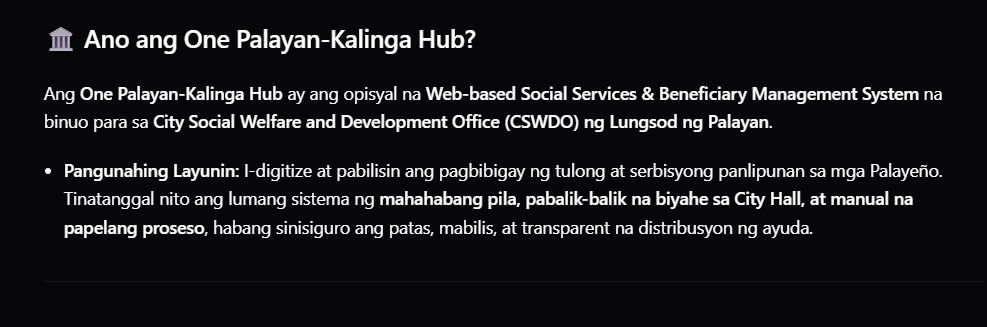 🏛️ Ano ang One Palayan-Kalinga Hub?
Ang One Palayan-Kalinga Hub ay ang opisyal na Web-based Social Services & Beneficiary Management System na
binuo para sa City Social Welfare and Development Office (CSWDO) ng Lungsod ng Palayan.
• Pangunahing Layunin: I-digitize at pabilisin ang pagbibigay ng tulong at serbisyong panlipunan sa mga Palayeño.
Tinatanggal nito ang lumang sistema ng mahahabang pila, pabalik-balik na biyahe sa City Hall, at manual na
papelang proseso, habang sinisiguro ang patas, mabilis, at transparent na distribusyon ng ayuda.